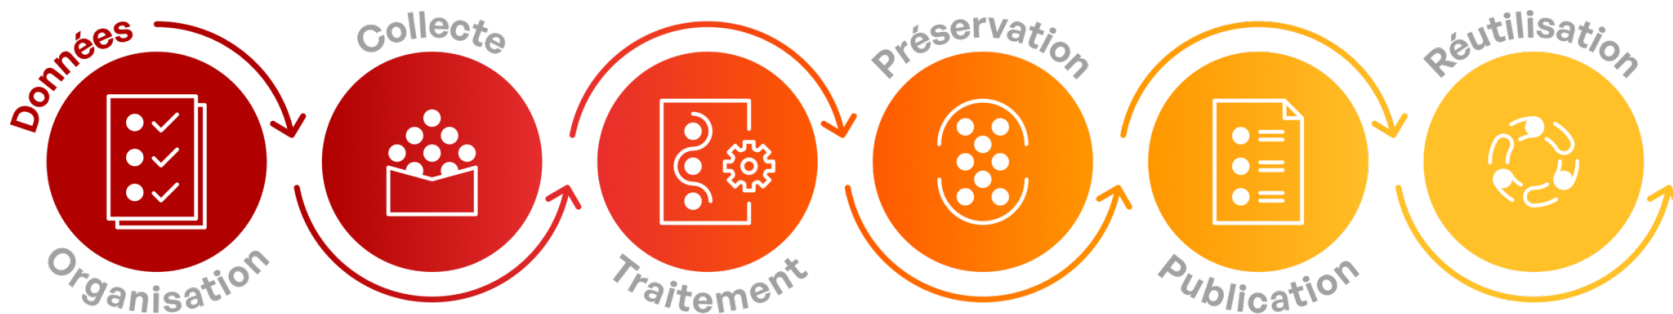 Données
Organisation
Collecte
Traitement
Préservation
Publication
Réutilisation